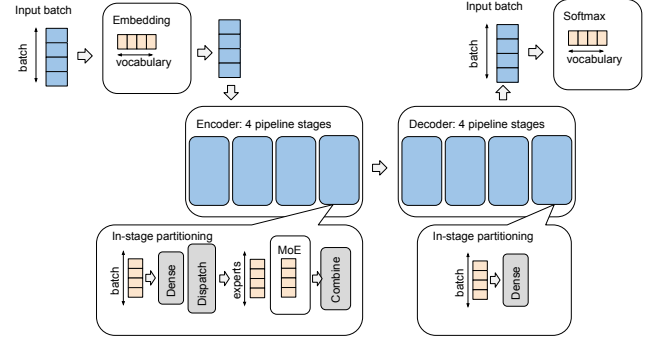 Input batch
batch
Embedding
vocabulary
Input batch
batch
Softmax
vocabulary
Encoder: 4 pipeline stages
Decoder: 4 pipeline stages
In-stage partitioning
batch
Dense
Dispatch
experts
MoE
Combine
In-stage partitioning
batch
Dense